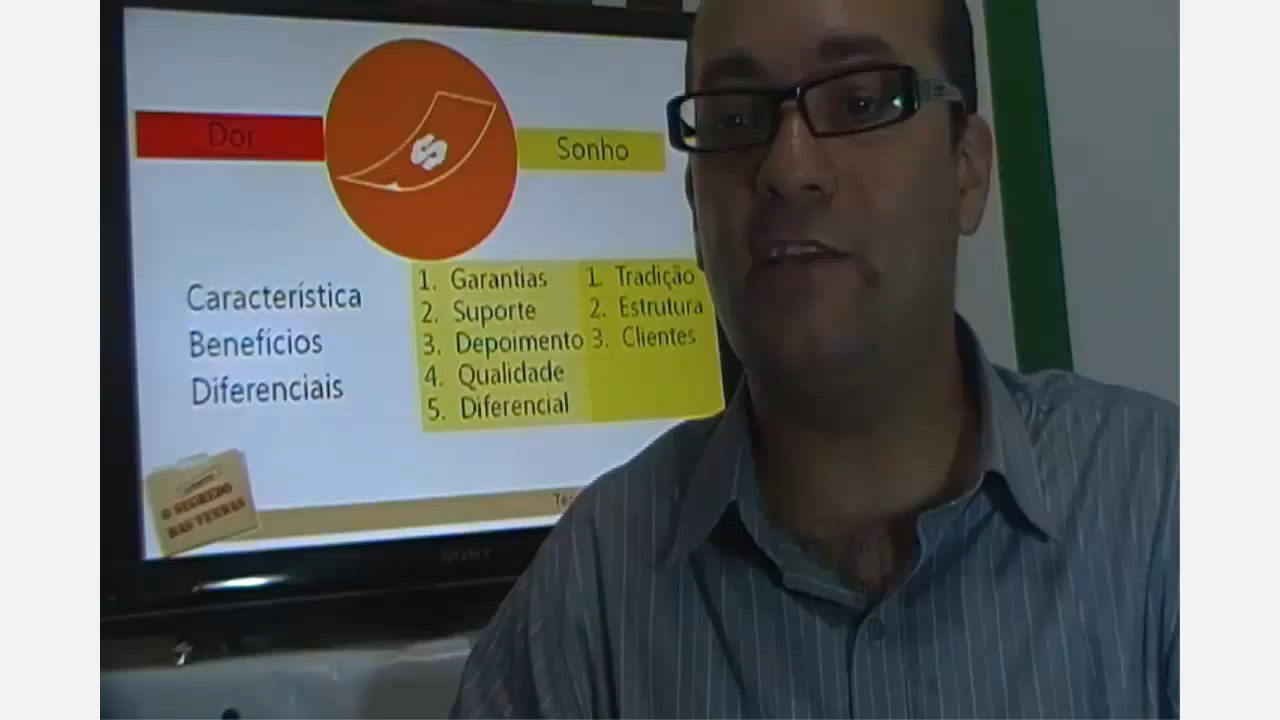 Dor
Sonho
$
Característica
Benefícios
Diferenciais
1. Garantias
2. Suporte
3. Depoimento
4. Qualidade
5. Diferencial
1. Tradição
2. Estrutura
3. Clientes
O SEGREDO
DAS VENDAS
SONY